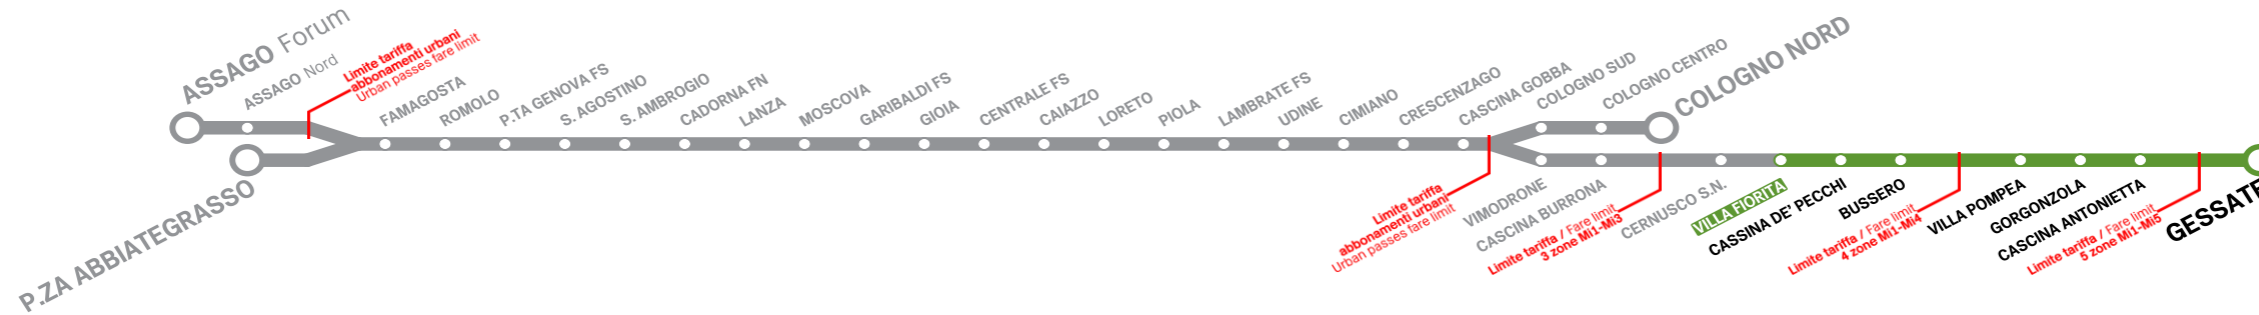 ASSAGO Forum
ASSAGO Nord
Limite tariffa
abbonamenti urbani
Urban passes fare limit
P.ZA ABBIATEGRASSO
FAMAGOSTA
ROMOLO
P.TA GENOVA FS
S. AGOSTINO
S. AMBROGIO
CADORNA FN
LANZA
MOSCOVA
GARIBALDI FS
GIOIA
CENTRALE FS
CAIAZZO
LORETO
PIOLA
LAMBRATE FS
UDINE
CIMIANO
CRESCENZAGO
CASCINA GOBBA
COLOGNO SUD
COLOGNO CENTRO
COLOGNO NORD
Limite tariffa
abbonamenti urbani
Urban passes fare limit
VIMODRONE
CASCINA BURRONA
Limite tariffa / Fare limit
3 zone Mi1-Mi3
CERNUSCO S.N.
VILLA FIORITA
CASSINA DE' PECCHI
BUSSERO
Limite tariffa / Fare limit
4 zone Mi1-Mi4
VILLA POMPEA
GORGONZOLA
CASCINA ANTONIETTA
Limite tariffa / Fare limit
5 zone Mi1-Mi5
GESSATE